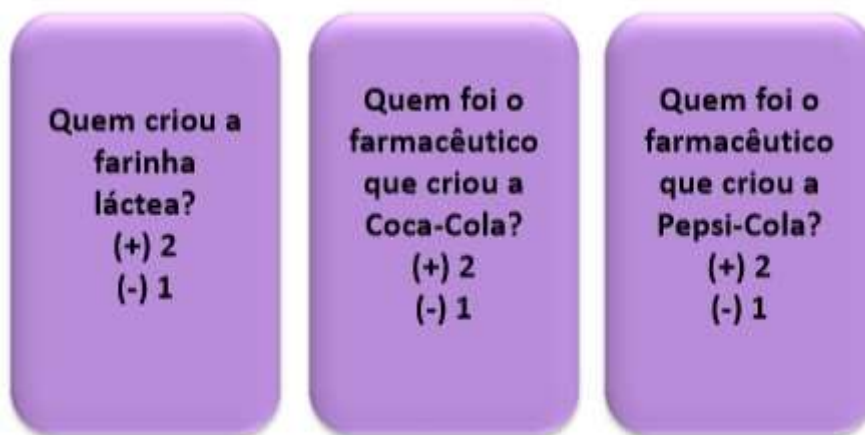 Quem criou a
farinha
láctea?
(+) 2
(-) 1
Quem foi o
farmacêutico
que criou a
Coca-Cola?
(+) 2
(-) 1
Quem foi o
farmacêutico
que criou a
Pepsi-Cola?
(+) 2
(-) 1